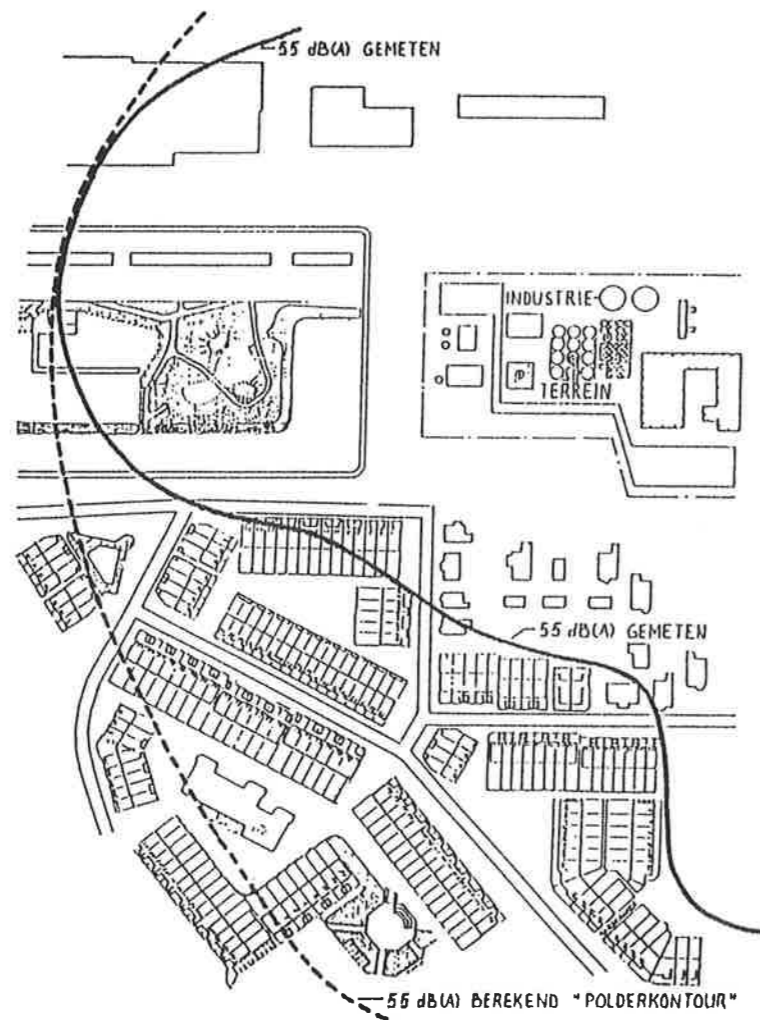 55 dB(A) GEMETEN
INDUSTRIE
TERREIN
55 dB(A) GEMETEN
55 dB(A) BEREKEND "POLDERKONTOUR"